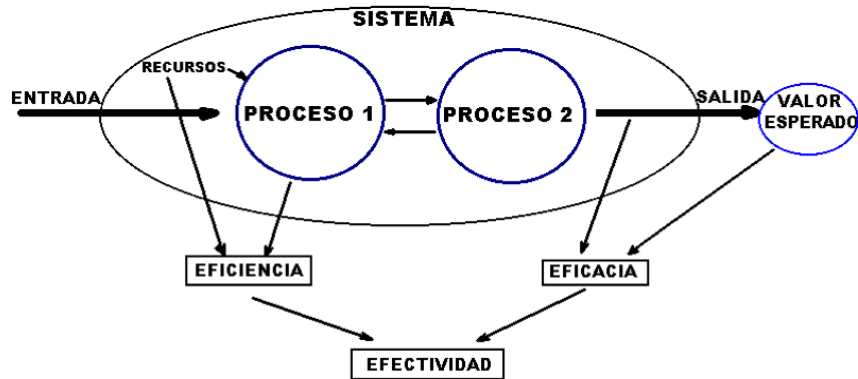 SISTEMA
RECURSOS
ENTRADA
PROCESO 1
PROCESO 2
SALIDA
VALOR
ESPERADO
EFICIENCIA
EFICACIA
EFECTIVIDAD